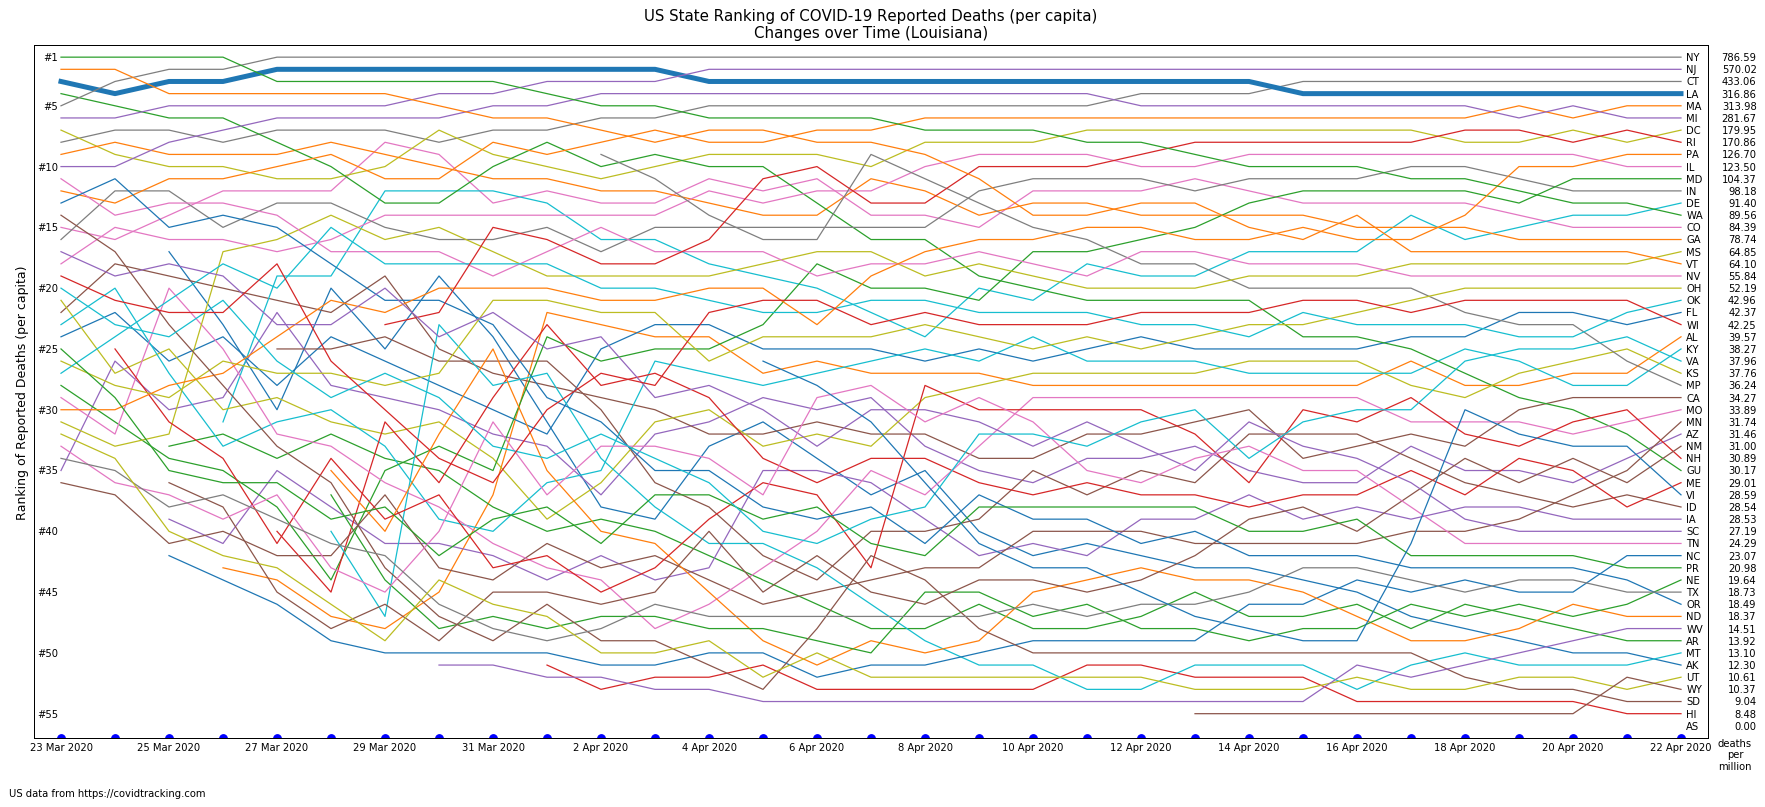 US State Ranking of COVID-19 Reported Deaths (per capita)
Changes over Time (Louisiana)
Ranking of Reported Deaths (per capita)
#1
#5
#10
#15
#20
#25
#30
#35
#40
#45
#50
#55
NY 786.59
NJ 570.02
CT 433.06
LA 316.86
MA 313.98
MI 281.67
DC 179.95
RI 170.86
PA 126.70
IL 123.50
MD 104.37
IN 98.18
DE 91.40
WA 89.56
CO 84.39
GA 78.74
MS 64.85
VT 64.10
NV 55.84
OH 52.19
OK 42.96
FL 42.37
WI 42.25
AL 39.57
KY 38.27
VA 37.96
KS 37.76
MP 36.24
CA 34.27
MO 33.89
MN 31.74
AZ 31.46
NM 31.00
NH 30.89
GU 30.17
ME 29.01
VI 28.59
ID 28.54
IA 28.53
SC 27.19
TN 24.29
NC 23.07
PR 20.98
NE 19.64
TX 18.73
OR 18.49
ND 18.37
WV 14.51
AR 13.92
MT 13.10
AK 12.30
UT 10.61
WY 10.37
SD 9.04
HI 8.48
AS 0.00
23 Mar 2020 25 Mar 2020 27 Mar 2020 29 Mar 2020 31 Mar 2020 2 Apr 2020 4 Apr 2020 6 Apr 2020 8 Apr 2020 10 Apr 2020 12 Apr 2020 14 Apr 2020 16 Apr 2020 18 Apr 2020 20 Apr 2020 22 Apr 2020
deaths
per
million
US data from https://covidtracking.com